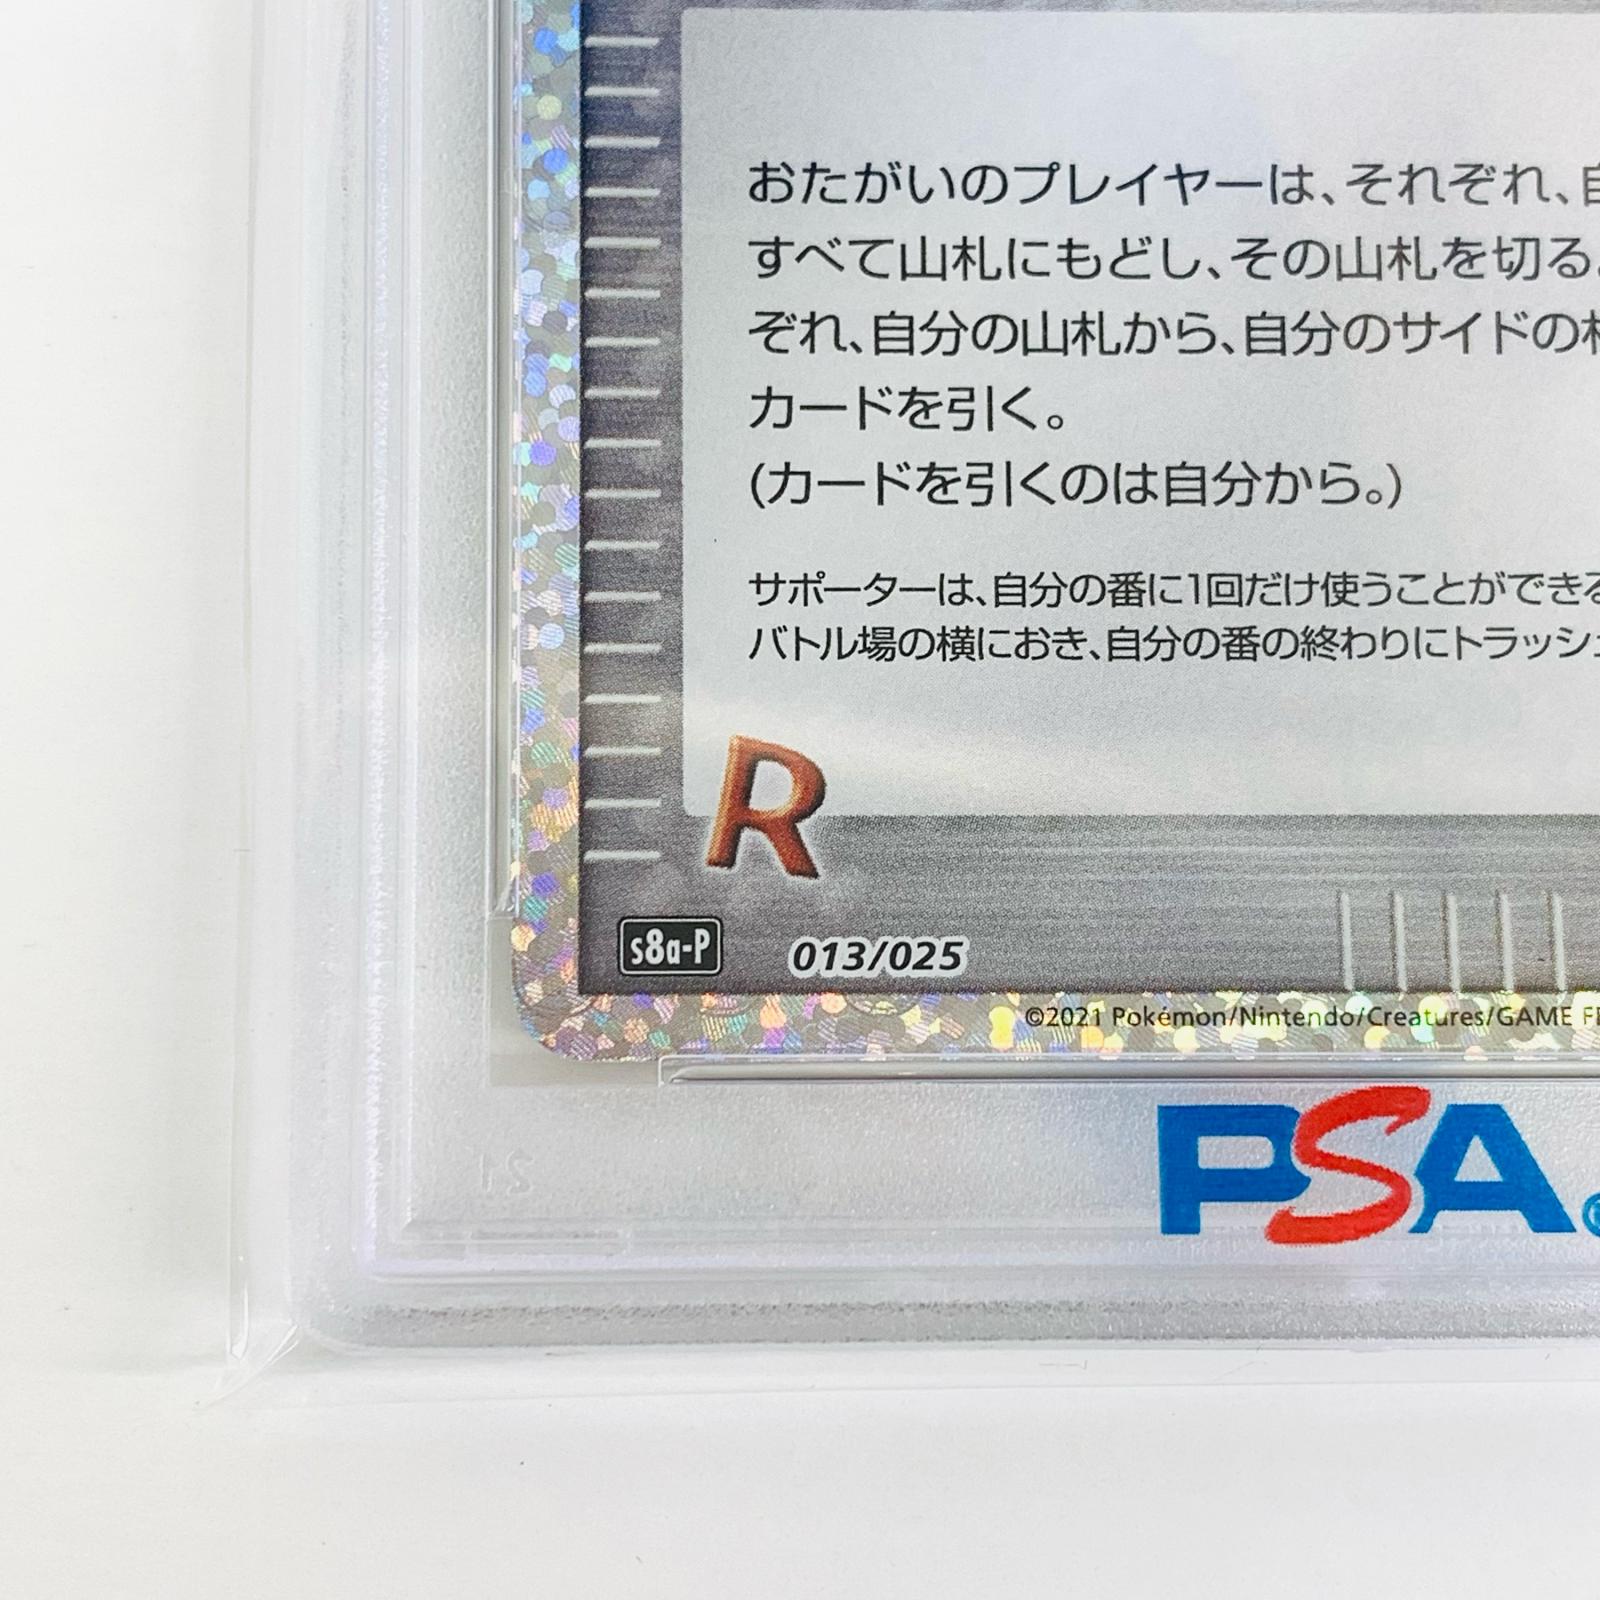 おたがいのプレイヤーは、それぞれ、自
すべて山札にもどし、その山札を切る。
ぞれ、自分の山札から、自分のサイドの
カードを引く。
(カードを引くのは自分から。)
サポーターは、自分の番に1回だけ使うことができる
バトル場の横におき、自分の番の終わりにトラッシュ
R
s8a-P 013/025
©2021 Pokémon/Nintendo/Creatures/GAME FR
PSA®
21